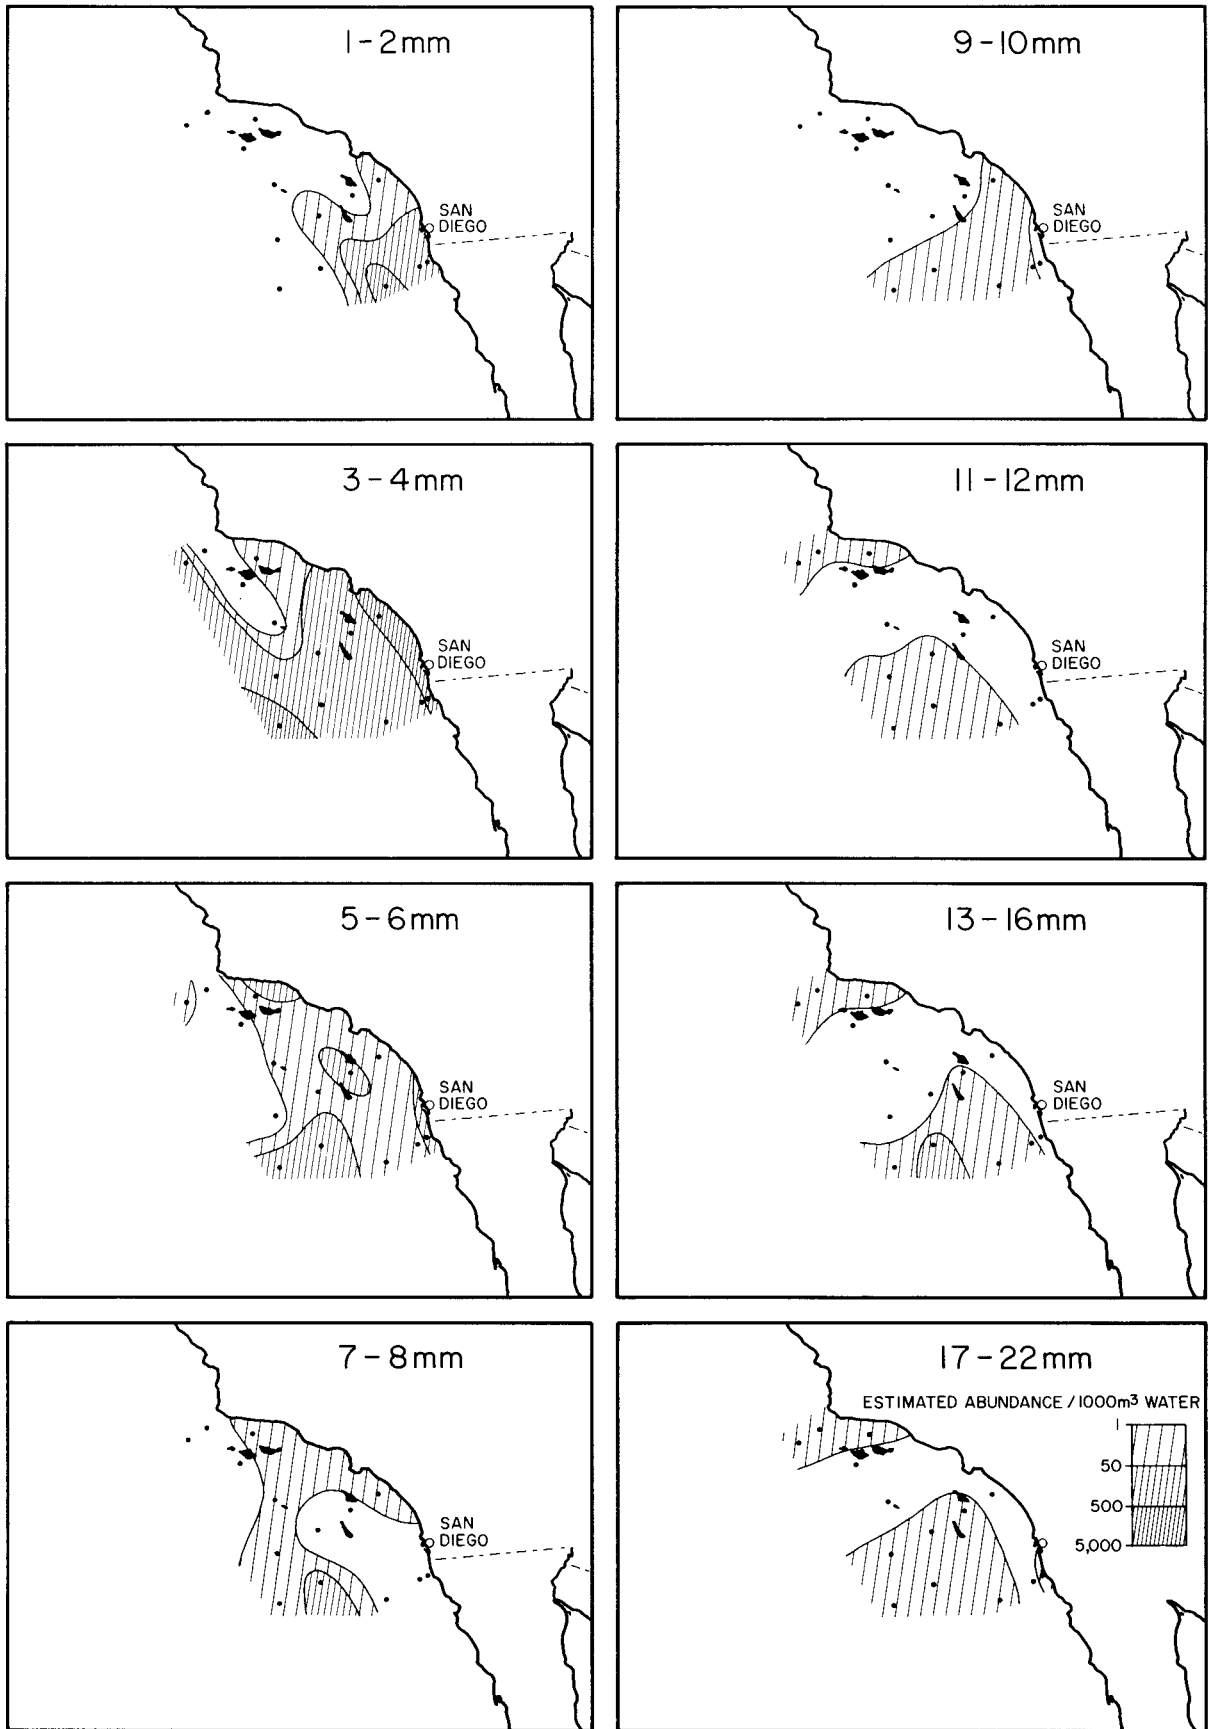 1-2mm
SAN
DIEGO
9-10mm
SAN
DIEGO
3-4mm
SAN
DIEGO
11-12mm
SAN
DIEGO
5-6mm
SAN
DIEGO
13-16mm
SAN
DIEGO
7-8mm
SAN
DIEGO
17-22mm
ESTIMATED ABUNDANCE / 1000m³ WATER
1
50
500
5,000